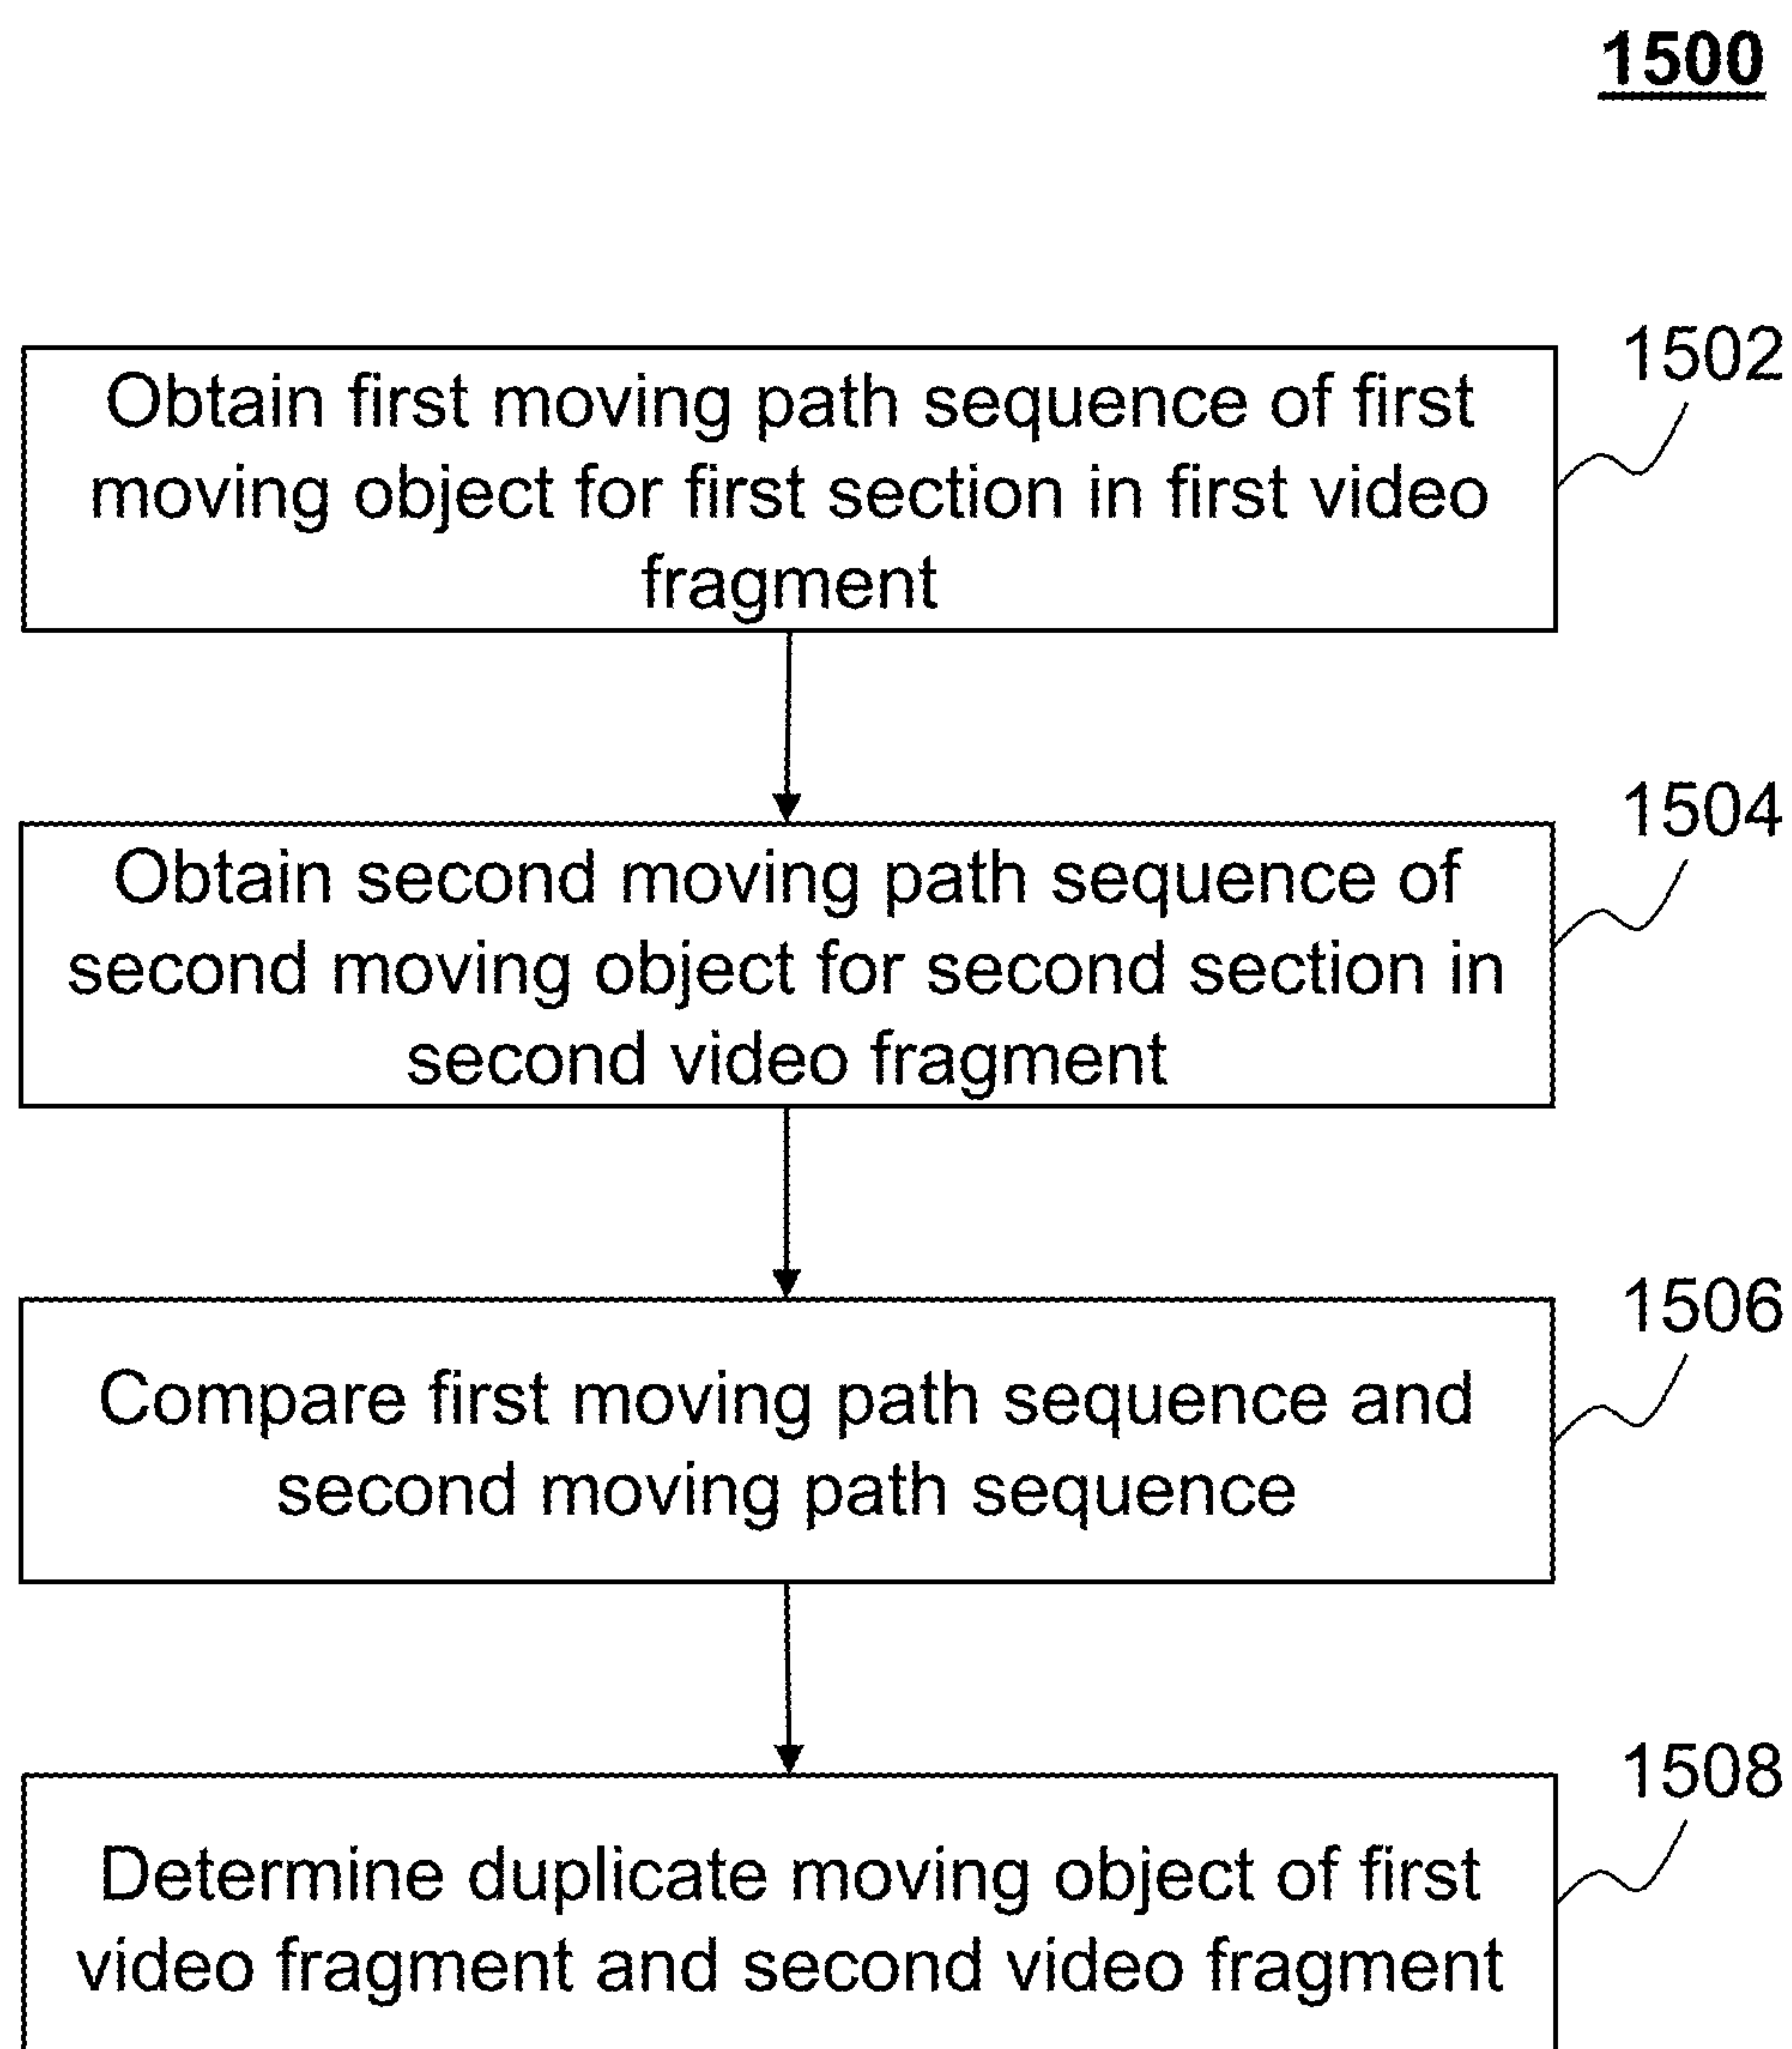 1500
1502
Obtain first moving path sequence of first
moving object for first section in first video
fragment
1504
Obtain second moving path sequence of
second moving object for second section in
second video fragment
1506
Compare first moving path sequence and
second moving path sequence
1508
Determine duplicate moving object of first
video fragment and second video fragment